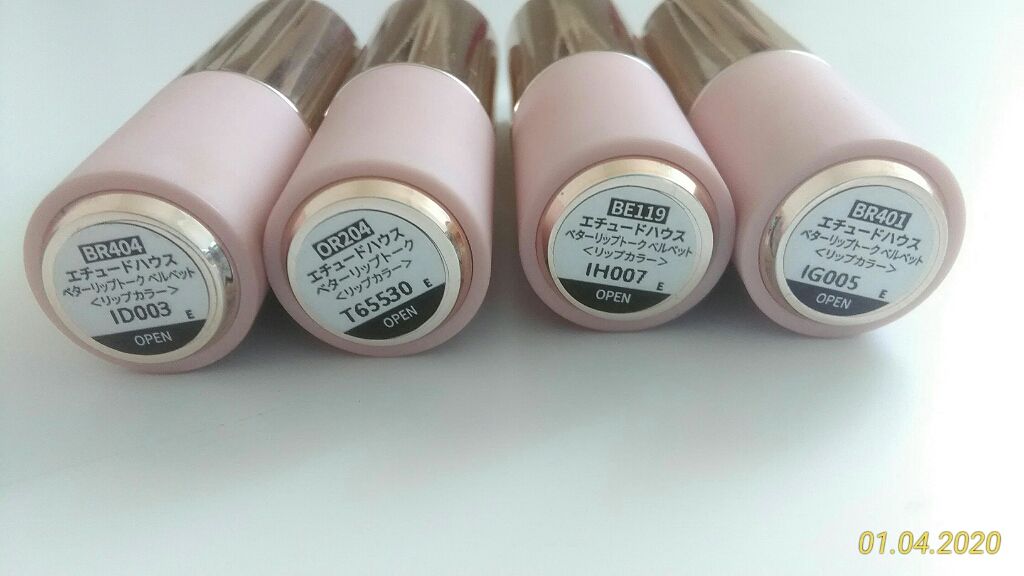 BR404
エチュードハウス
ベターリップトーク ベルベット
<リップカラー>
ID003 E
OPEN
OR204
エチュードハウス
ベターリップトーク
<リップカラー>
T65530 E
OPEN
BE119
エチュードハウス
ベターリップトーク ベルベット
<リップカラー>
IH007 E
OPEN
BR401
エチュードハウス
ベターリップトーク ベルベット
<リップカラー>
IG005 E
OPEN
01.04.2020